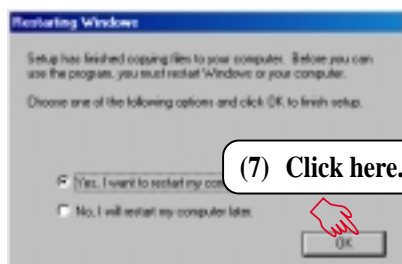 Restarting Windows
Setup has finished copying files to your computer. Before you can
use the program, you must restart Windows or your computer.
Choose one of the following options and click OK to finish setup.
Yes, I want to restart my com
(7) Click here.
No, I will restart my computer later.
OK